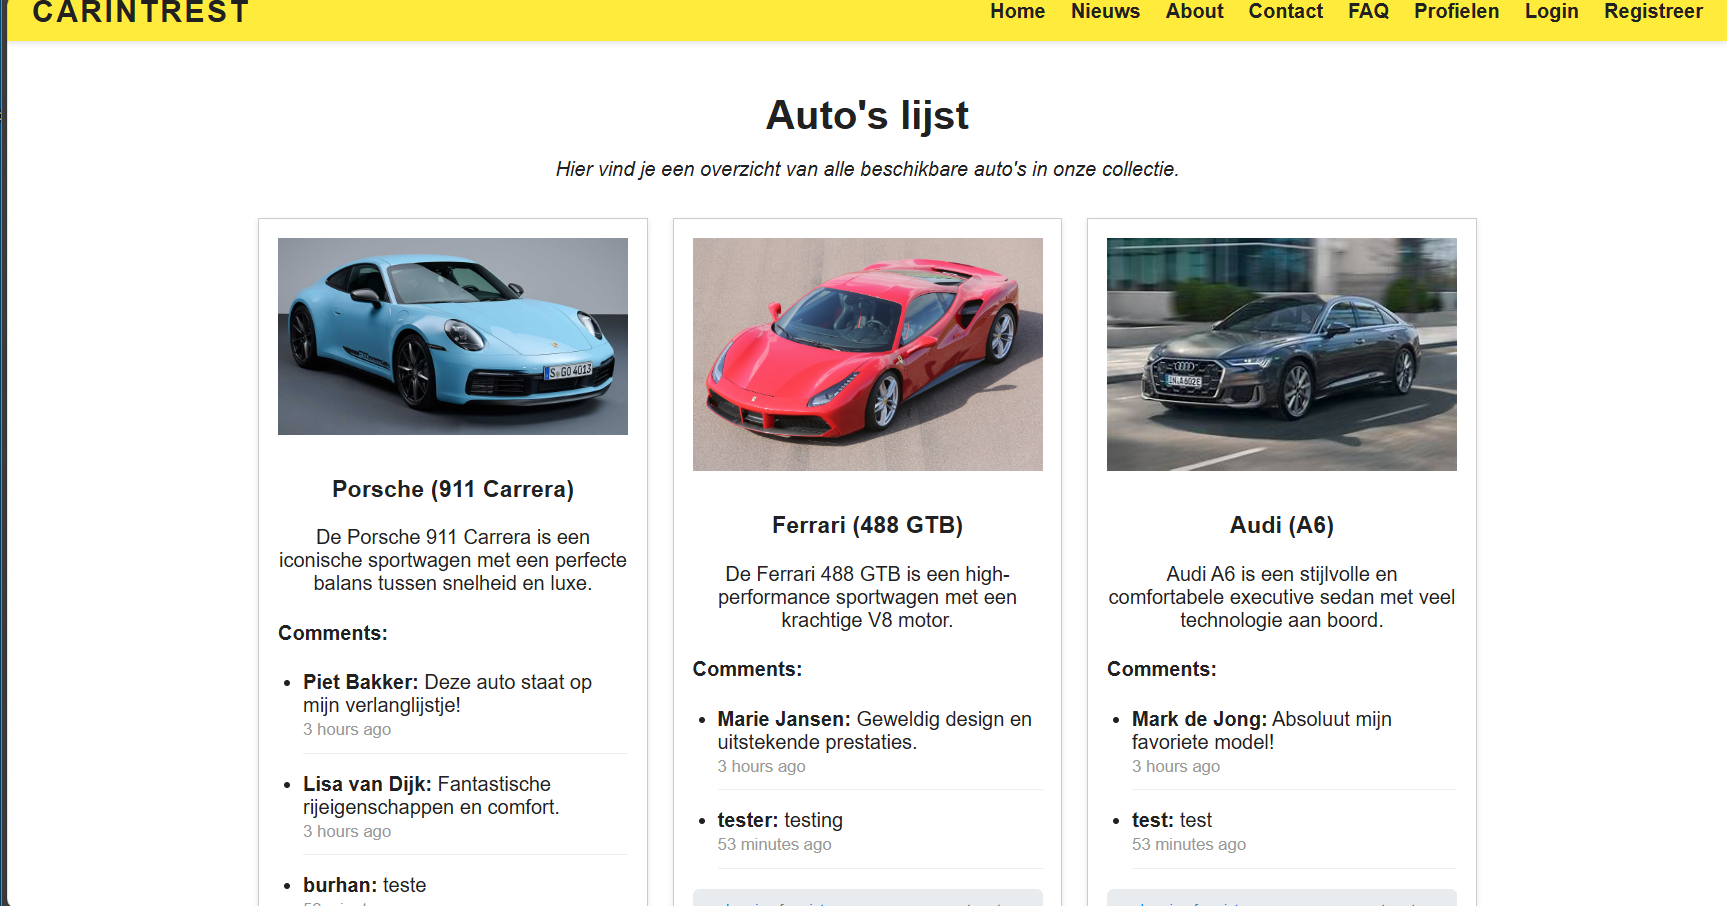 CARINTREST
Home Nieuws About Contact FAQ Profielen Login Registreer
Auto's lijst
Hier vind je een overzicht van alle beschikbare auto's in onze collectie.
S GO 4013
Porsche (911 Carrera)
De Porsche 911 Carrera is een
iconische sportwagen met een perfecte
balans tussen snelheid en luxe.
Comments:
Piet Bakker: Deze auto staat op
mijn verlanglijstje!
3 hours ago
Lisa van Dijk: Fantastische
rijeigenschappen en comfort.
3 hours ago
burhan: teste
Ferrari (488 GTB)
De Ferrari 488 GTB is een high-
performance sportwagen met een
krachtige V8 motor.
Comments:
Marie Jansen: Geweldig design en
uitstekende prestaties.
3 hours ago
tester: testing
53 minutes ago
IN A602E
Audi (A6)
Audi A6 is een stijlvolle en
comfortabele executive sedan met veel
technologie aan boord.
Comments:
Mark de Jong: Absoluut mijn
favoriete model!
3 hours ago
test: test
53 minutes ago